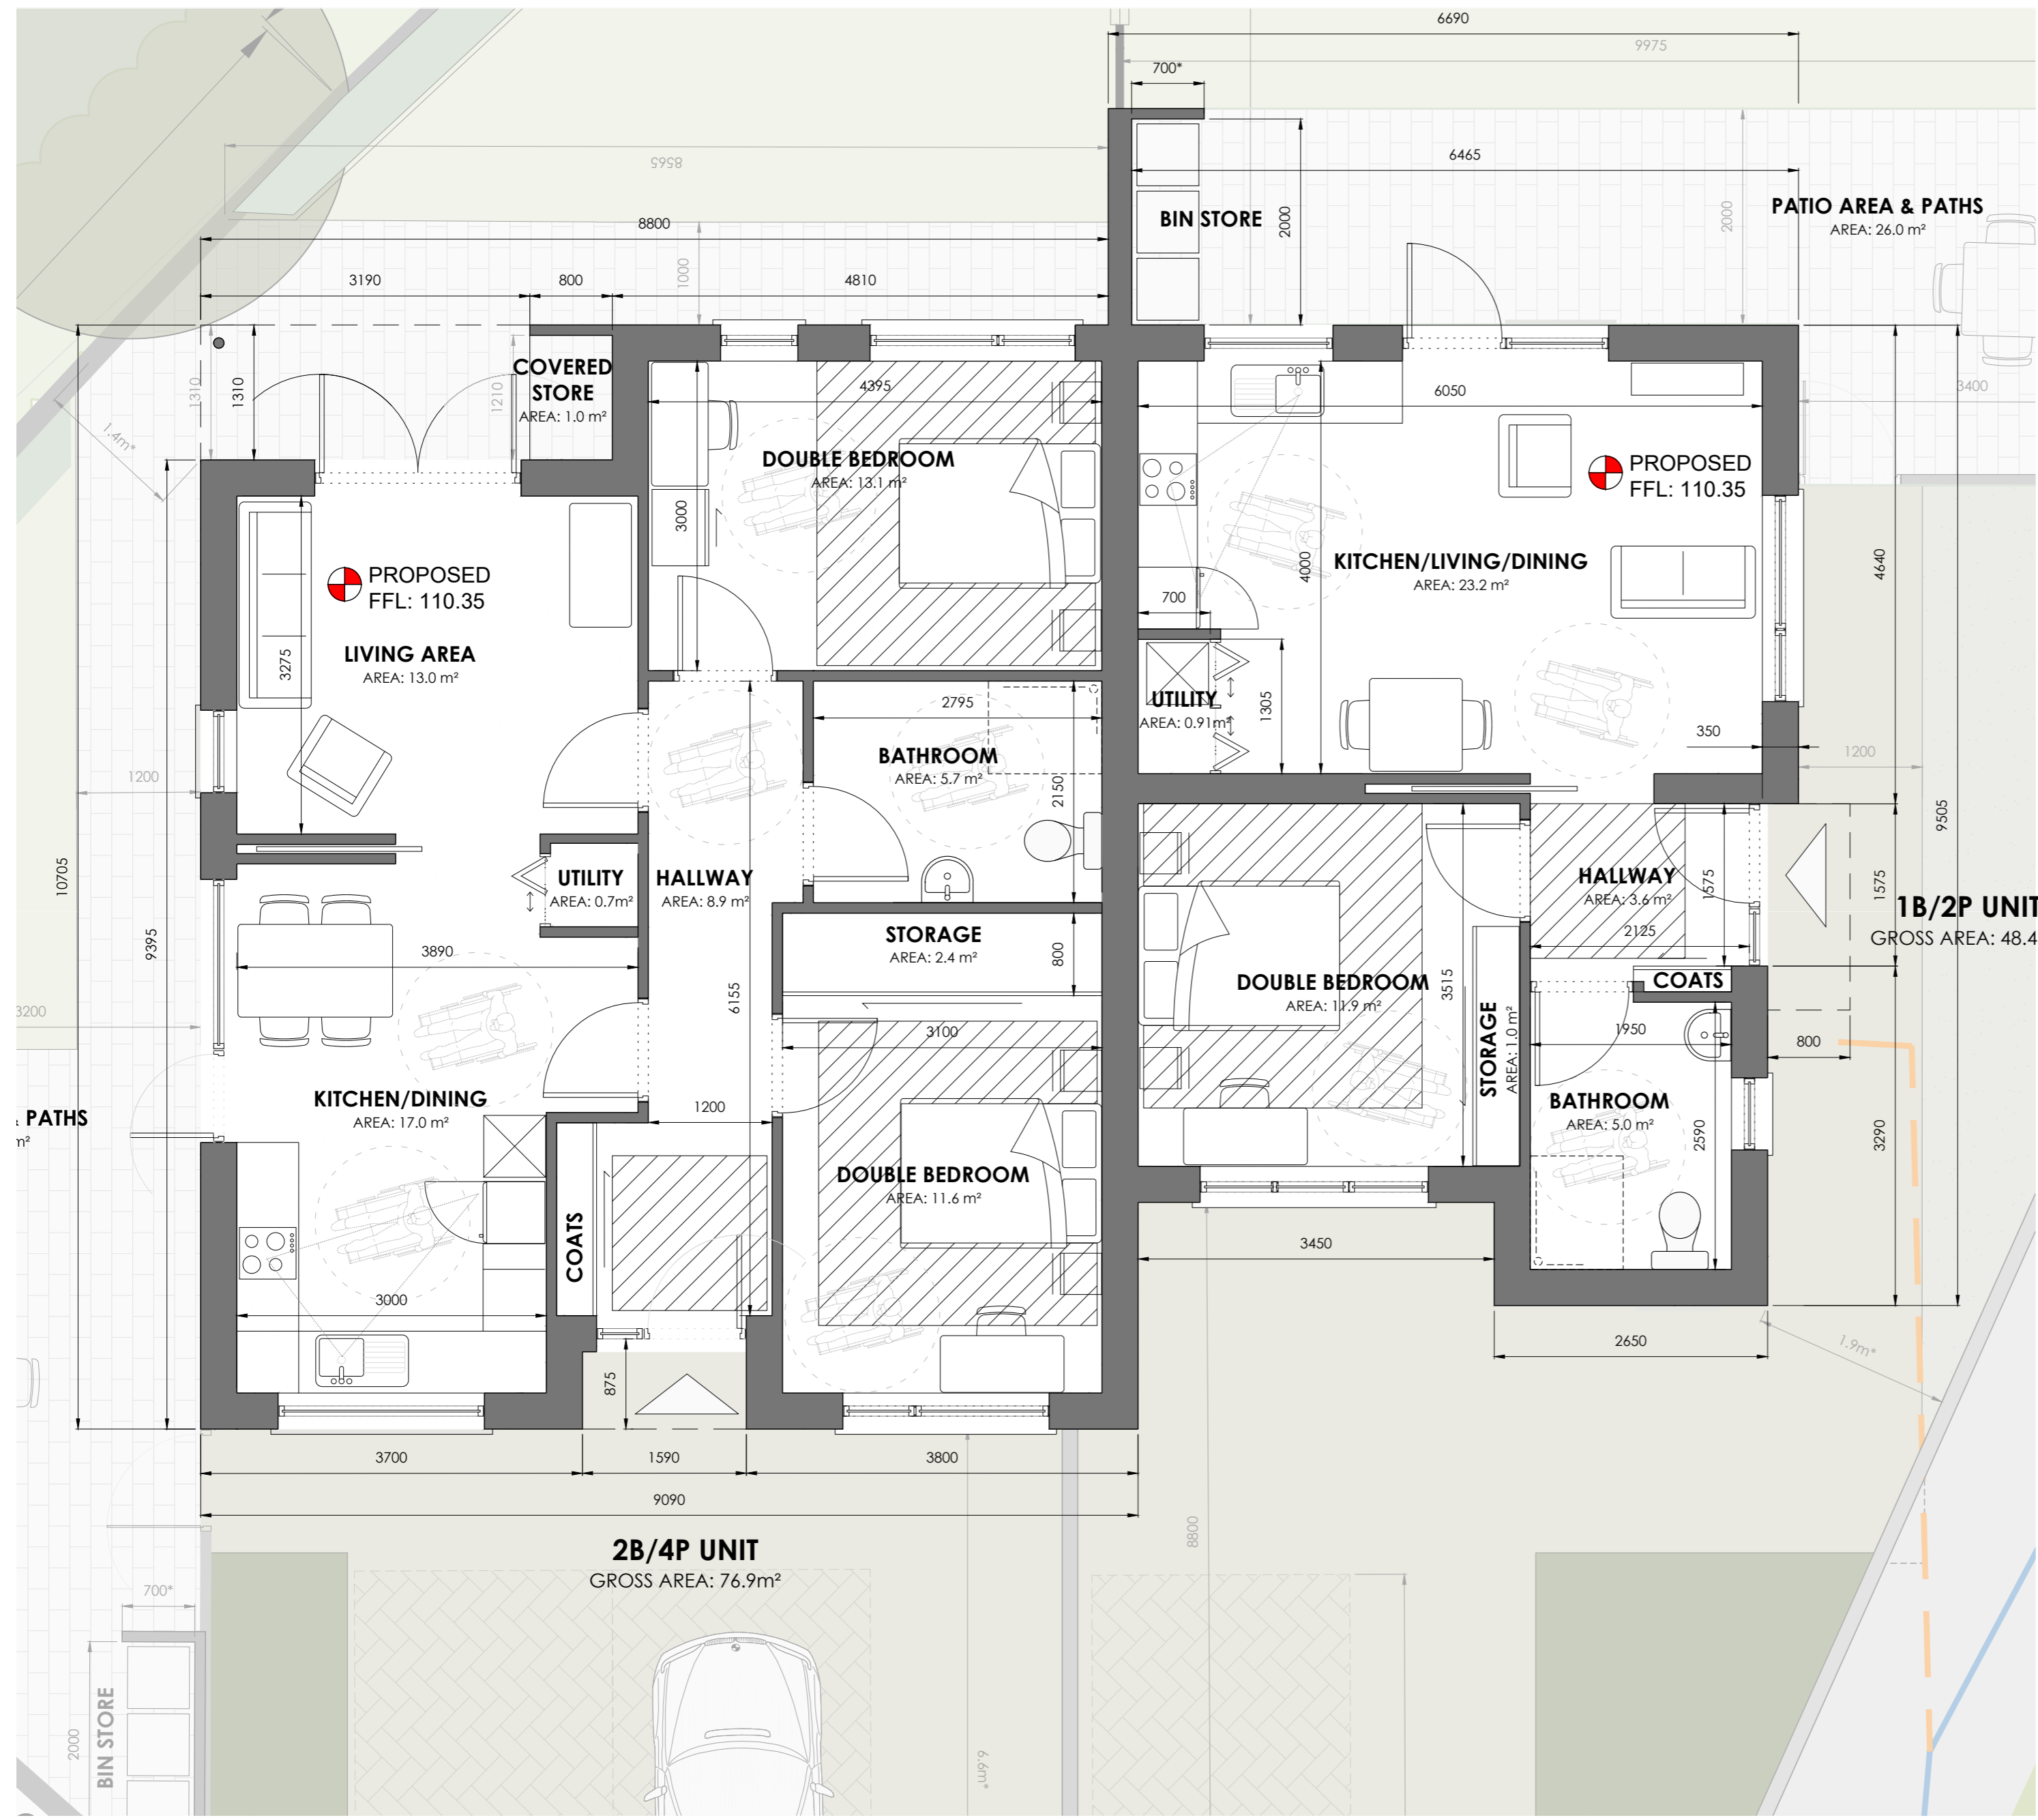 6690
9975
700*
8595
6465
2000
BIN STORE
2000
PATIO AREA & PATHS
AREA: 26.0 m²
8800
1000
3190
800
4810
1310
1310
1210
COVERED
STORE
AREA: 1.0 m²
4395
6050
3400
1.4m*
DOUBLE BEDROOM
AREA: 13.1 m²
3000
PROPOSED
FFL: 110.35
KITCHEN/LIVING/DINING
AREA: 23.2 m²
4000
4640
PROPOSED
FFL: 110.35
LIVING AREA
AREA: 13.0 m²
3275
700
UTILITY
AREA: 0.91m²
1305
350
1200
2795
BATHROOM
AREA: 5.7 m²
2150
1200
10705
9395
9505
UTILITY
AREA: 0.7m²
HALLWAY
AREA: 8.9 m²
HALLWAY
AREA: 3.6 m²
1575
1575
2125
1B/2P UNIT
GROSS AREA: 48.4
STORAGE
AREA: 2.4 m²
800
3890
6155
DOUBLE BEDROOM
AREA: 11.9 m²
3515
COATS
STORAGE
AREA: 1.0 m²
3200
3100
1950
800
KITCHEN/DINING
AREA: 17.0 m²
1200
BATHROOM
AREA: 5.0 m²
2590
3290
& PATHS
m²
DOUBLE BEDROOM
AREA: 11.6 m²
COATS
3000
3450
2650
1.9m*
875
3700
1590
3800
9090
8800
2B/4P UNIT
GROSS AREA: 76.9m²
700*
BIN STORE
2000
6.6m*